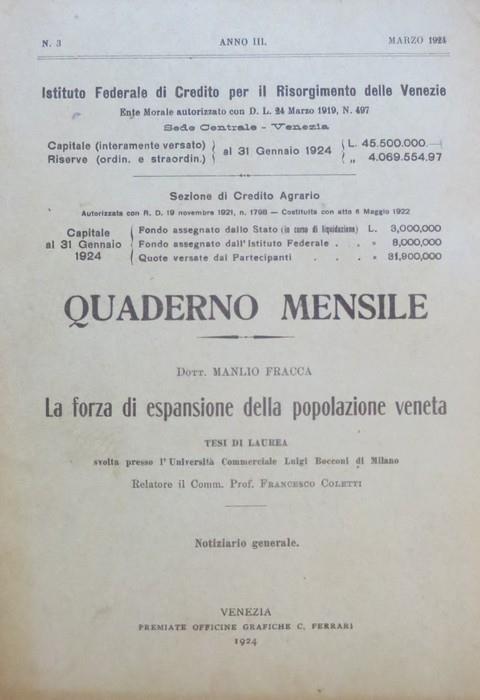 N. 3 ANNO III. MARZO 1924
Istituto Federale di Credito per il Risorgimento delle Venezie
Ente Morale autorizzato con D. L. 24 Marzo 1919, N. 497
Sede Centrale - Venezia
Capitale (interamente versato) al 31 Gennaio 1924 L. 45.500.000.—
Riserve (ordin. e straordin.) „ 4.069.554.97
Sezione di Credito Agrario
Autorizzata con R. D. 19 novembre 1921, n. 1798 — Costituita con atto 6 Maggio 1922
Capitale al 31 Gennaio 1924
Fondo assegnato dallo Stato (in corso di liquidazione) L. 3,000,000
Fondo assegnato dall'Istituto Federale . . » 8,000,000
Quote versate dai Partecipanti . . . » 31,900,000
QUADERNO MENSILE
DOTT. MANLIO FRACCA
La forza di espansione della popolazione veneta
TESI DI LAUREA
svolta presso l'Università Commerciale Luigi Bocconi di Milano
Relatore il Comm. Prof. FRANCESCO COLETTI
Notiziario generale.
VENEZIA
PREMIATE OFFICINE GRAFICHE C. FERRARI
1924